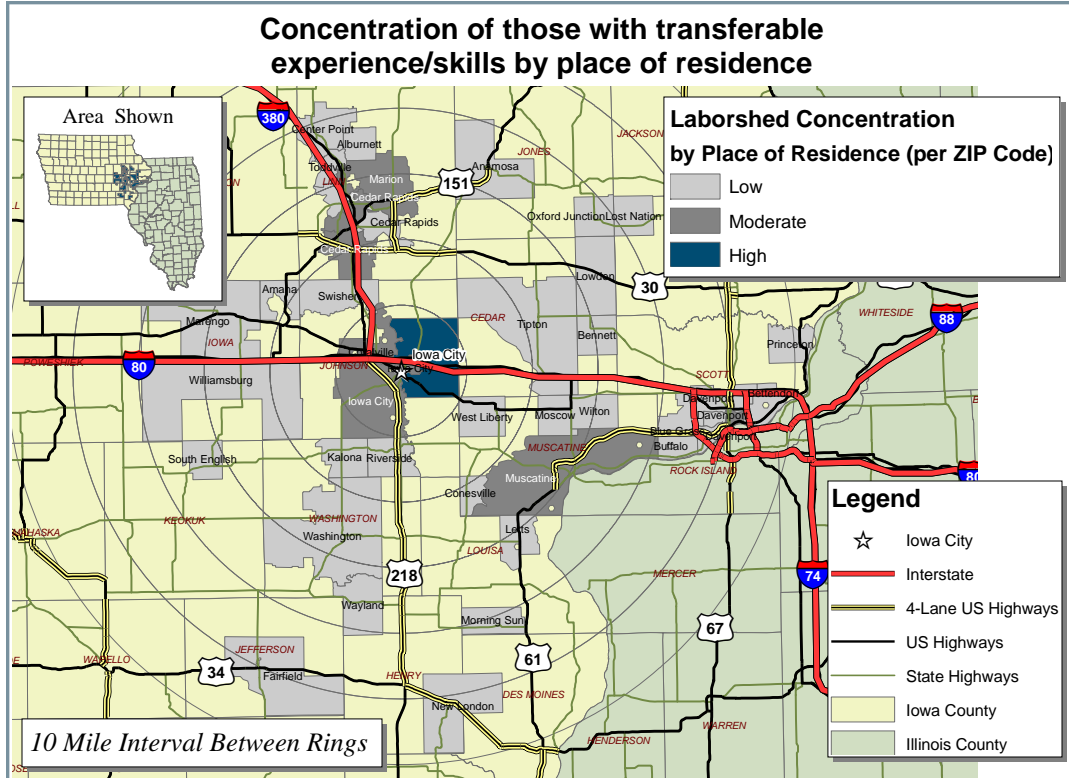 Concentration of those with transferable
experience/skills by place of residence
Area Shown
Laborshed Concentration
by Place of Residence (per ZIP Code)
Low
Moderate
High
380
Center Point
Alburnett
JACKSON
JONES
Toddville
LINN
Anamosa
Marion
151
Cedar Rapids
Oxford Junction
Lost Nation
Cedar Rapids
Cedar Rapids
Lowden
30
Amana
Swisher
CEDAR
WHITESIDE
Marengo
Tipton
88
IOWA
Bennett
Princeton
Iowa City
POWESHIEK
80
JOHNSON
Iowa City
SCOTT
Williamsburg
Davenport
Bettendorf
Iowa City
West Liberty
Moscow
Wilton
Davenport
Blue Grass
Davenport
MUSCATINE
Buffalo
South English
Kalona
Riverside
ROCK ISLAND
Muscatine
80
Conesville
KEOKUK
WASHINGTON
Washington
Letts
LOUISA
218
MERCER
74
Wayland
Morning Sun
67
JEFFERSON
61
34
WAPELLO
Fairfield
HENRY
DES MOINES
New London
WARREN
HENDERSON
10 Mile Interval Between Rings
Legend
Iowa City
Interstate
4-Lane US Highways
US Highways
State Highways
Iowa County
Illinois County